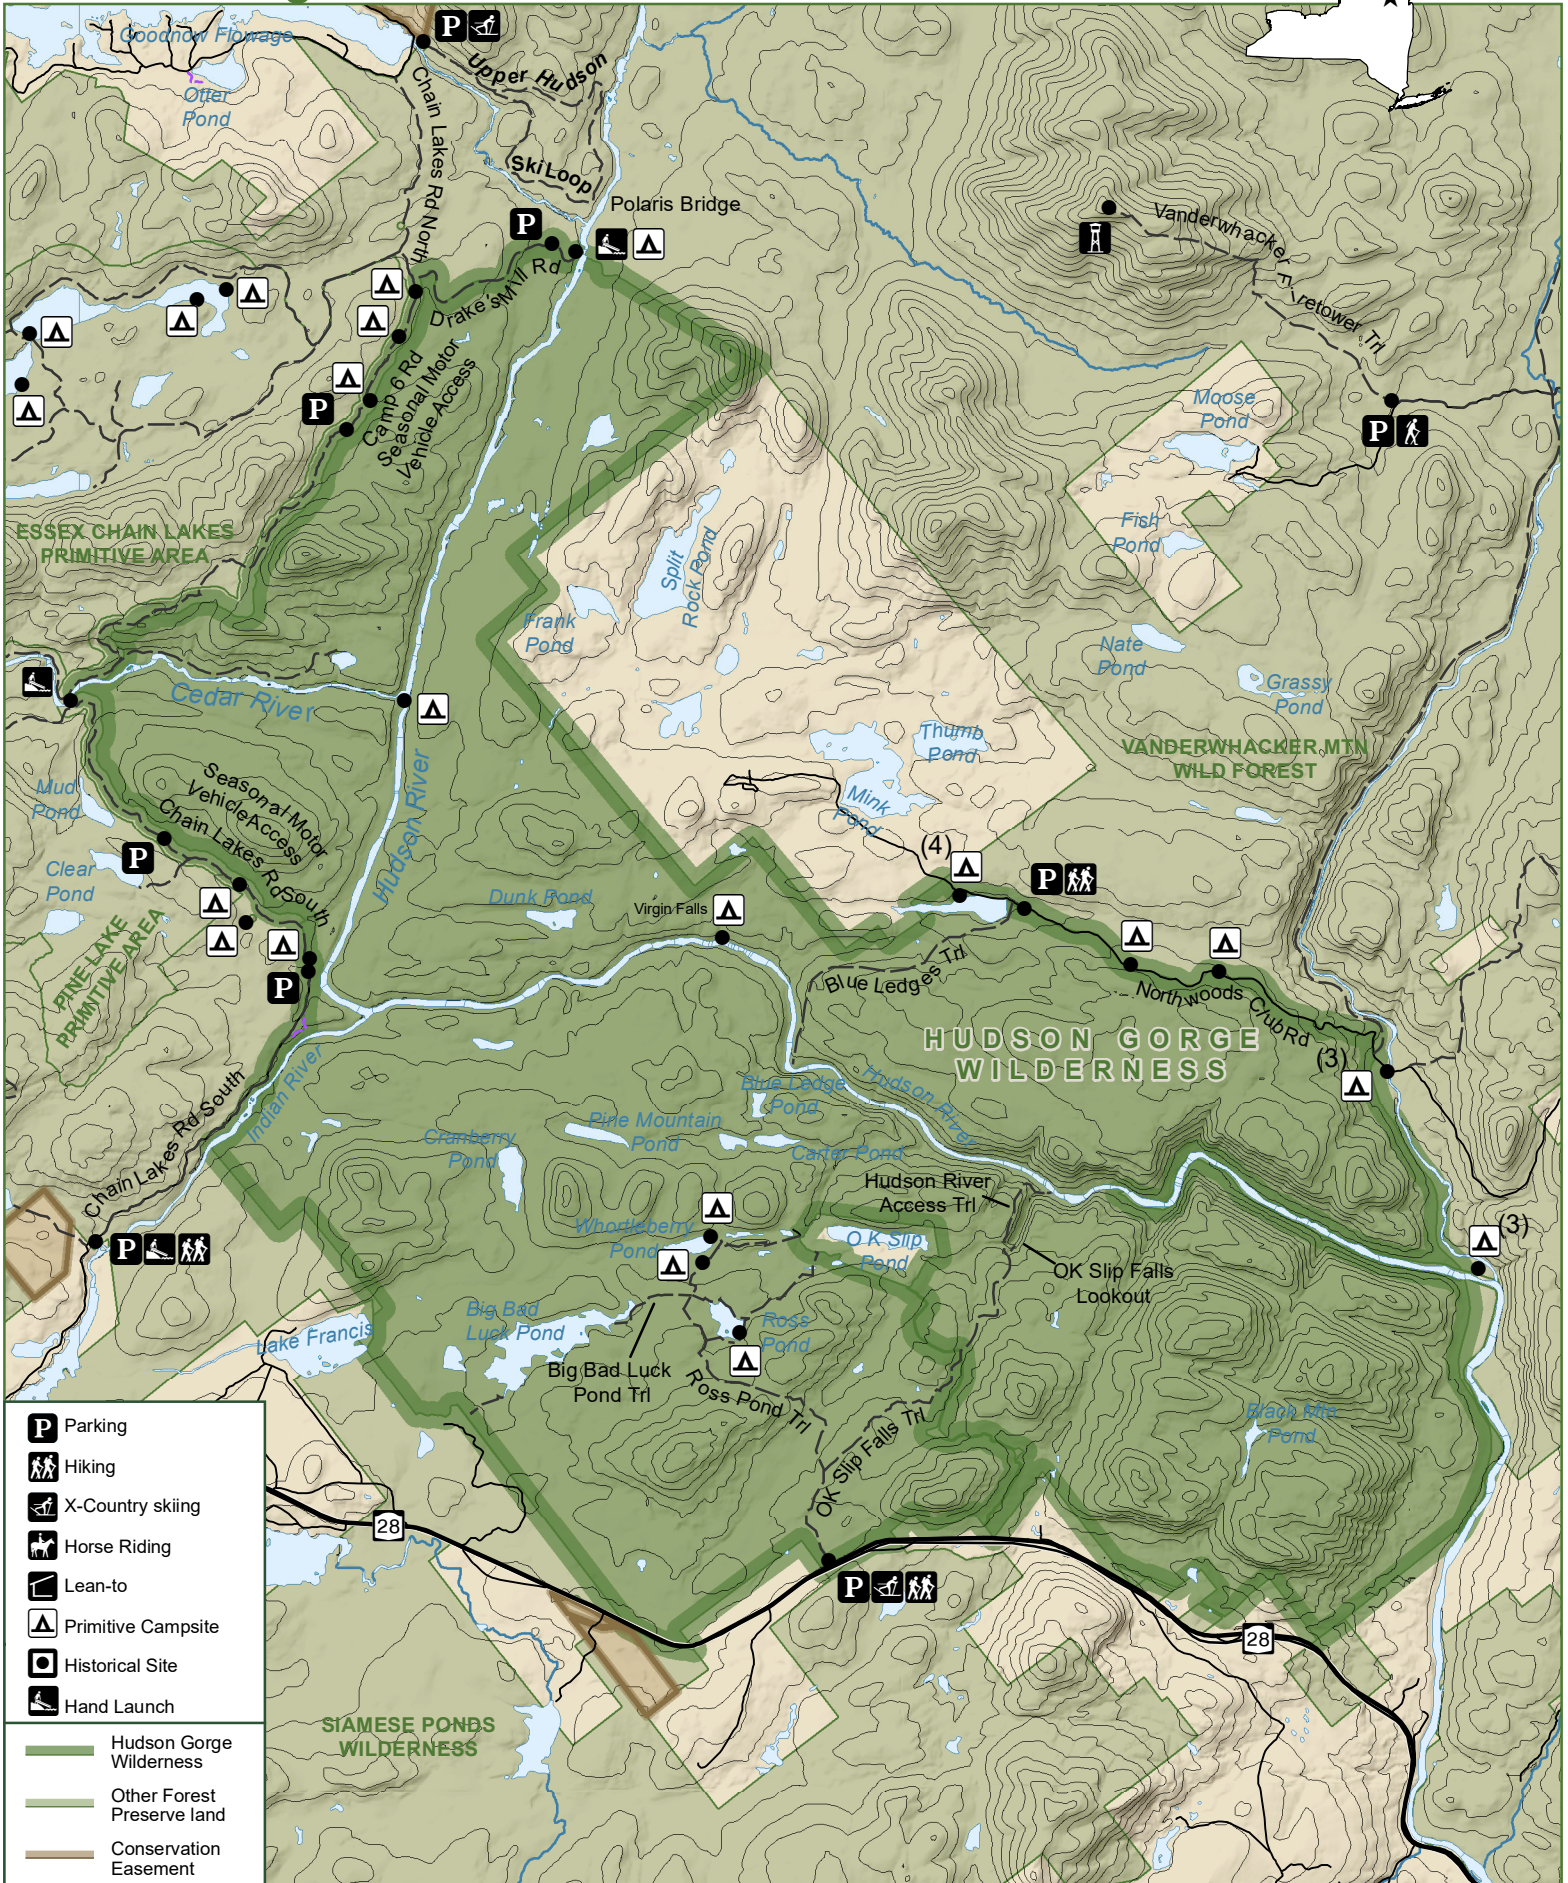 Goodnow Flowage
P
Upper Hudson
Otter
Pond
Chain Lakes Rd North
Ski Loop
Polaris Bridge
P
Vanderwhacker Firetower Trl
Drake's Mill Rd
P
Camp 6 Rd
Seasonal Motor
Vehicle Access
Moose
Pond
P
ESSEX CHAIN LAKES
PRIMITIVE AREA
Split
Rock Pond
Fish
Pond
Frank
Pond
Nate
Pond
Grassy
Pond
Cedar River
Thumb
Pond
VANDERWHACKER MTN
WILD FOREST
Hudson River
Mud
Pond
Seasonal Motor
Vehicle Access
Chain Lakes Rd South
Mink
Pond
P
(4)
Clear
Pond
P
Dunk Pond
Virgin Falls
PINE LAKE
PRIMITIVE AREA
Blue Ledges Trl
P
Northwoods Club Rd
HUDSON GORGE
WILDERNESS
(3)
Indian River
Blue Ledge
Pond
Hudson River
Chain Lakes Rd South
Pine Mountain
Pond
Cranberry
Pond
Carter Pond
Hudson River
Access Trl
Whortleberry
Pond
O K Slip
Pond
(3)
P
OK Slip Falls
Lookout
Big Bad
Luck Pond
Ross
Pond
Lake Francis
Big Bad Luck
Pond Trl
Ross Pond Trl
OK Slip Falls Trl
Black Mtn
Pond
28
P
28
SIAMESE PONDS
WILDERNESS
P Parking
Hiking
X-Country skiing
Horse Riding
Lean-to
Primitive Campsite
Historical Site
Hand Launch
Hudson Gorge
Wilderness
Other Forest
Preserve land
Conservation
Easement